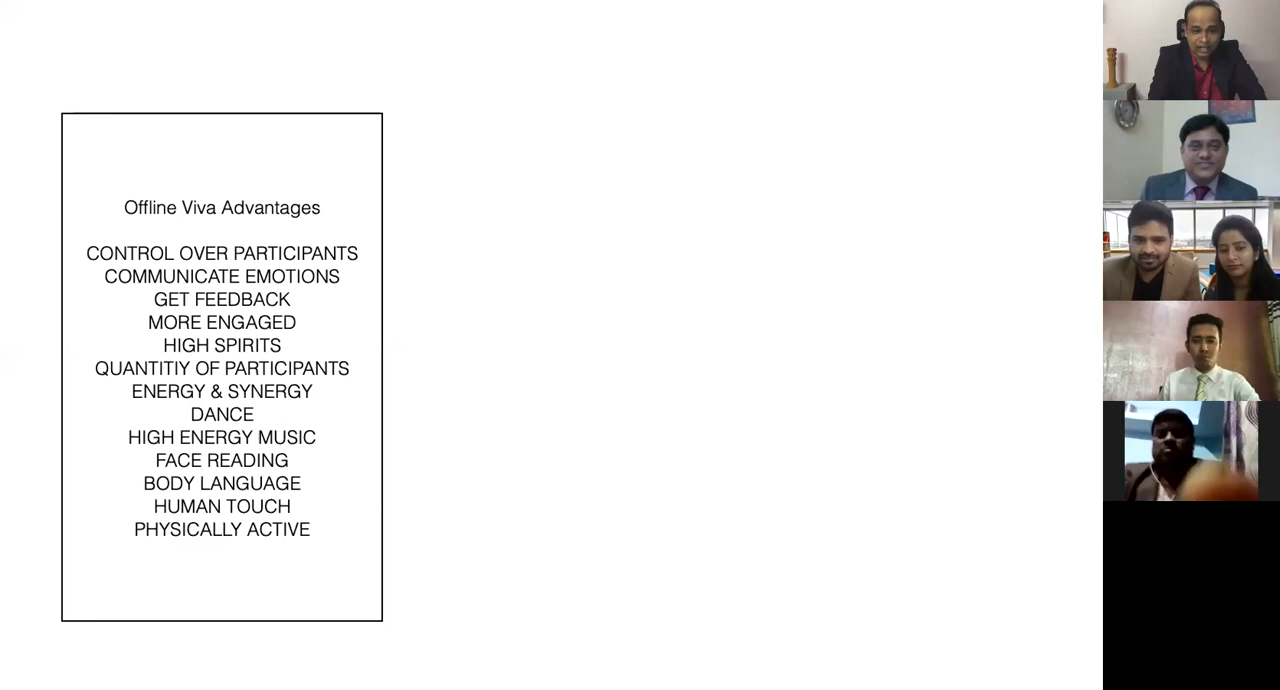 Offline Viva Advantages
CONTROL OVER PARTICIPANTS
COMMUNICATE EMOTIONS
GET FEEDBACK
MORE ENGAGED
HIGH SPIRITS
QUANTITIY OF PARTICIPANTS
ENERGY & SYNERGY
DANCE
HIGH ENERGY MUSIC
FACE READING
BODY LANGUAGE
HUMAN TOUCH
PHYSICALLY ACTIVE